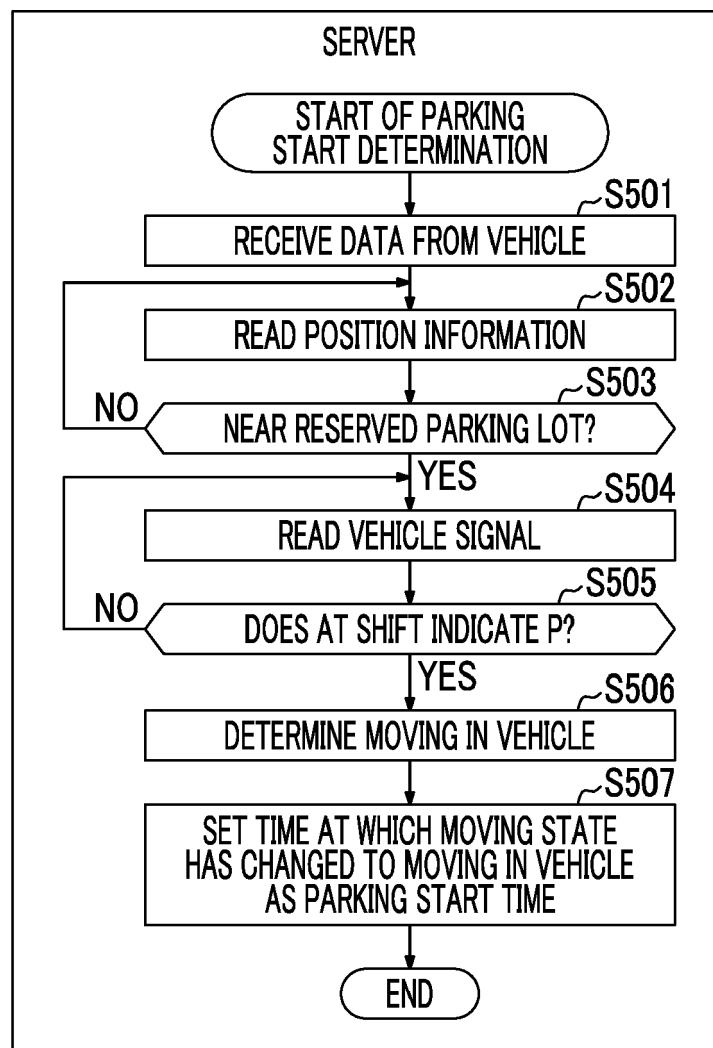 SERVER
START OF PARKING
START DETERMINATION
S501
RECEIVE DATA FROM VEHICLE
S502
READ POSITION INFORMATION
S503
NO
NEAR RESERVED PARKING LOT?
YES
S504
READ VEHICLE SIGNAL
S505
NO
DOES AT SHIFT INDICATE P?
YES
S506
DETERMINE MOVING IN VEHICLE
S507
SET TIME AT WHICH MOVING STATE
HAS CHANGED TO MOVING IN VEHICLE
AS PARKING START TIME
END